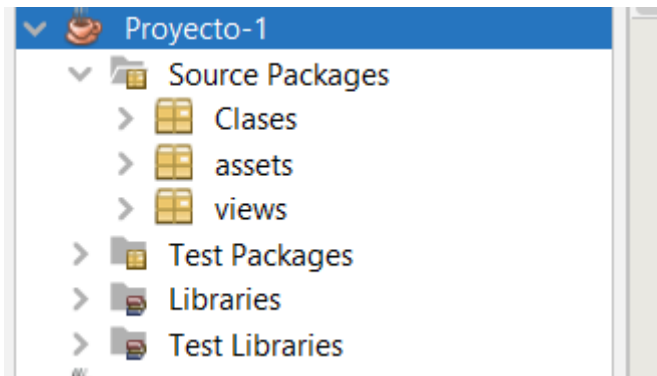 Proyecto-1
Source Packages
Clases
assets
views
Test Packages
Libraries
Test Libraries